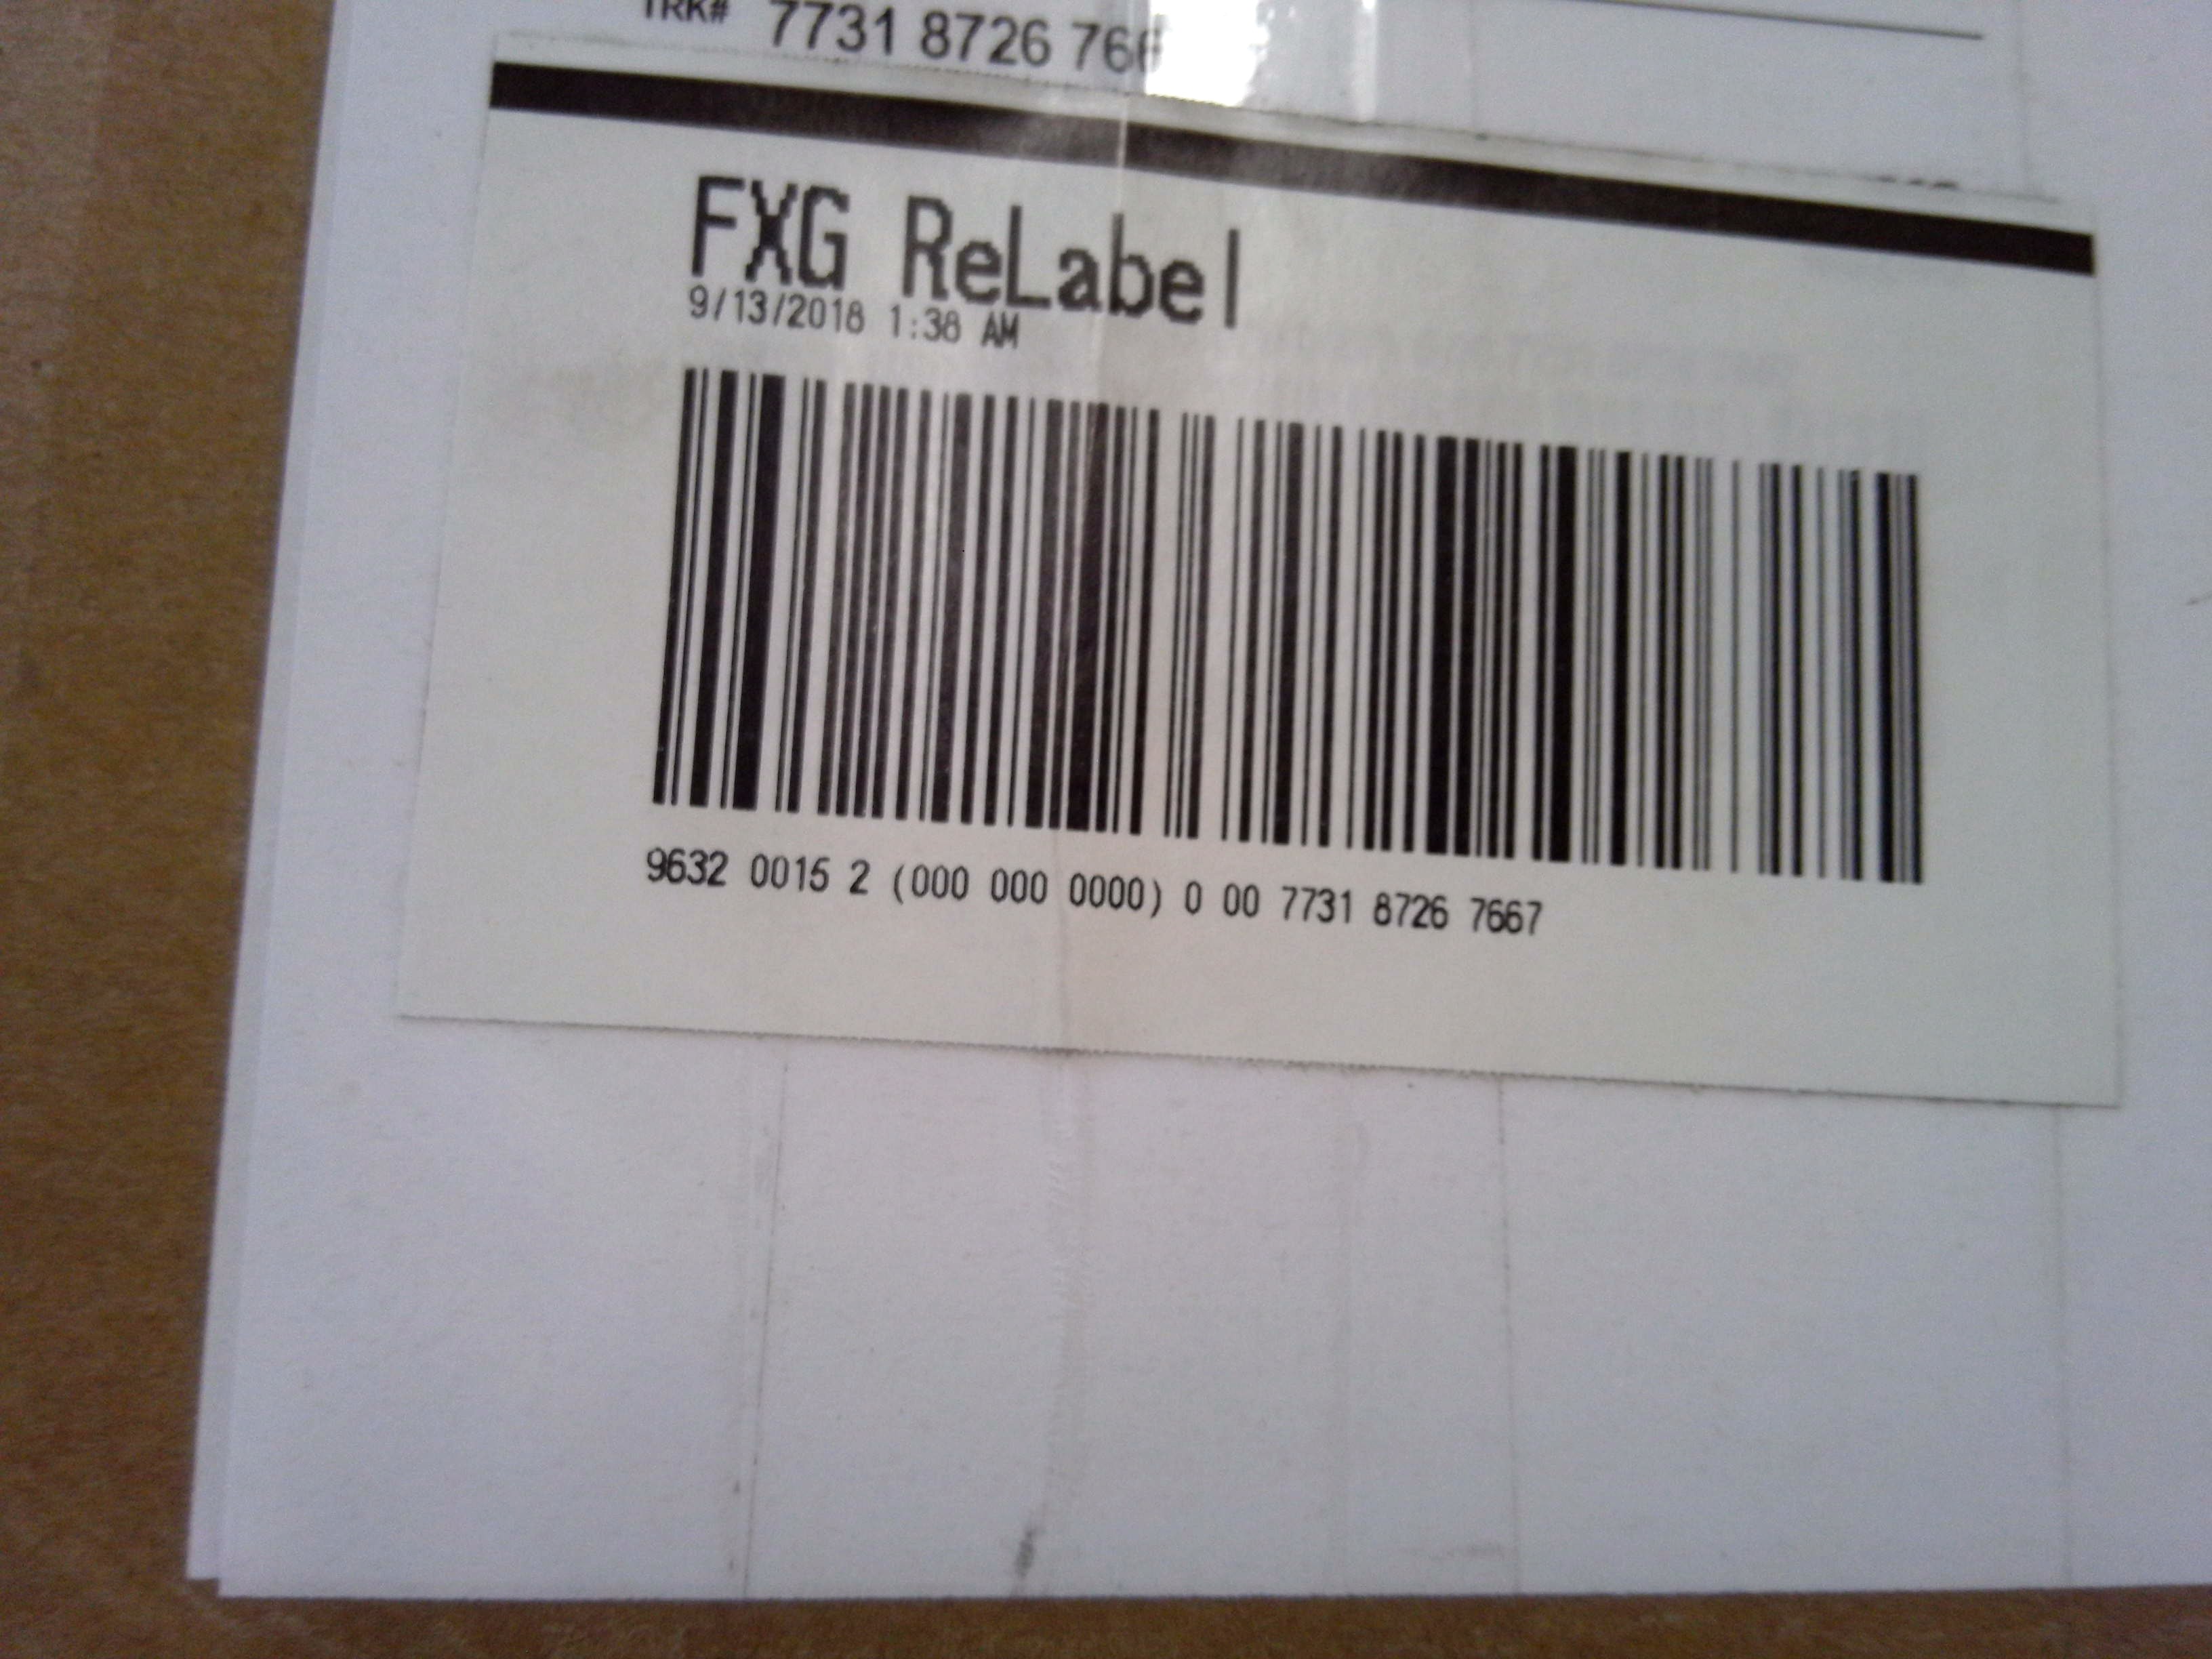 TRK# 7731 8726 766
FXG ReLabel
9/13/2018 1:38 AM
9632 0015 2 (000 000 0000) 0 00 7731 8726 7667